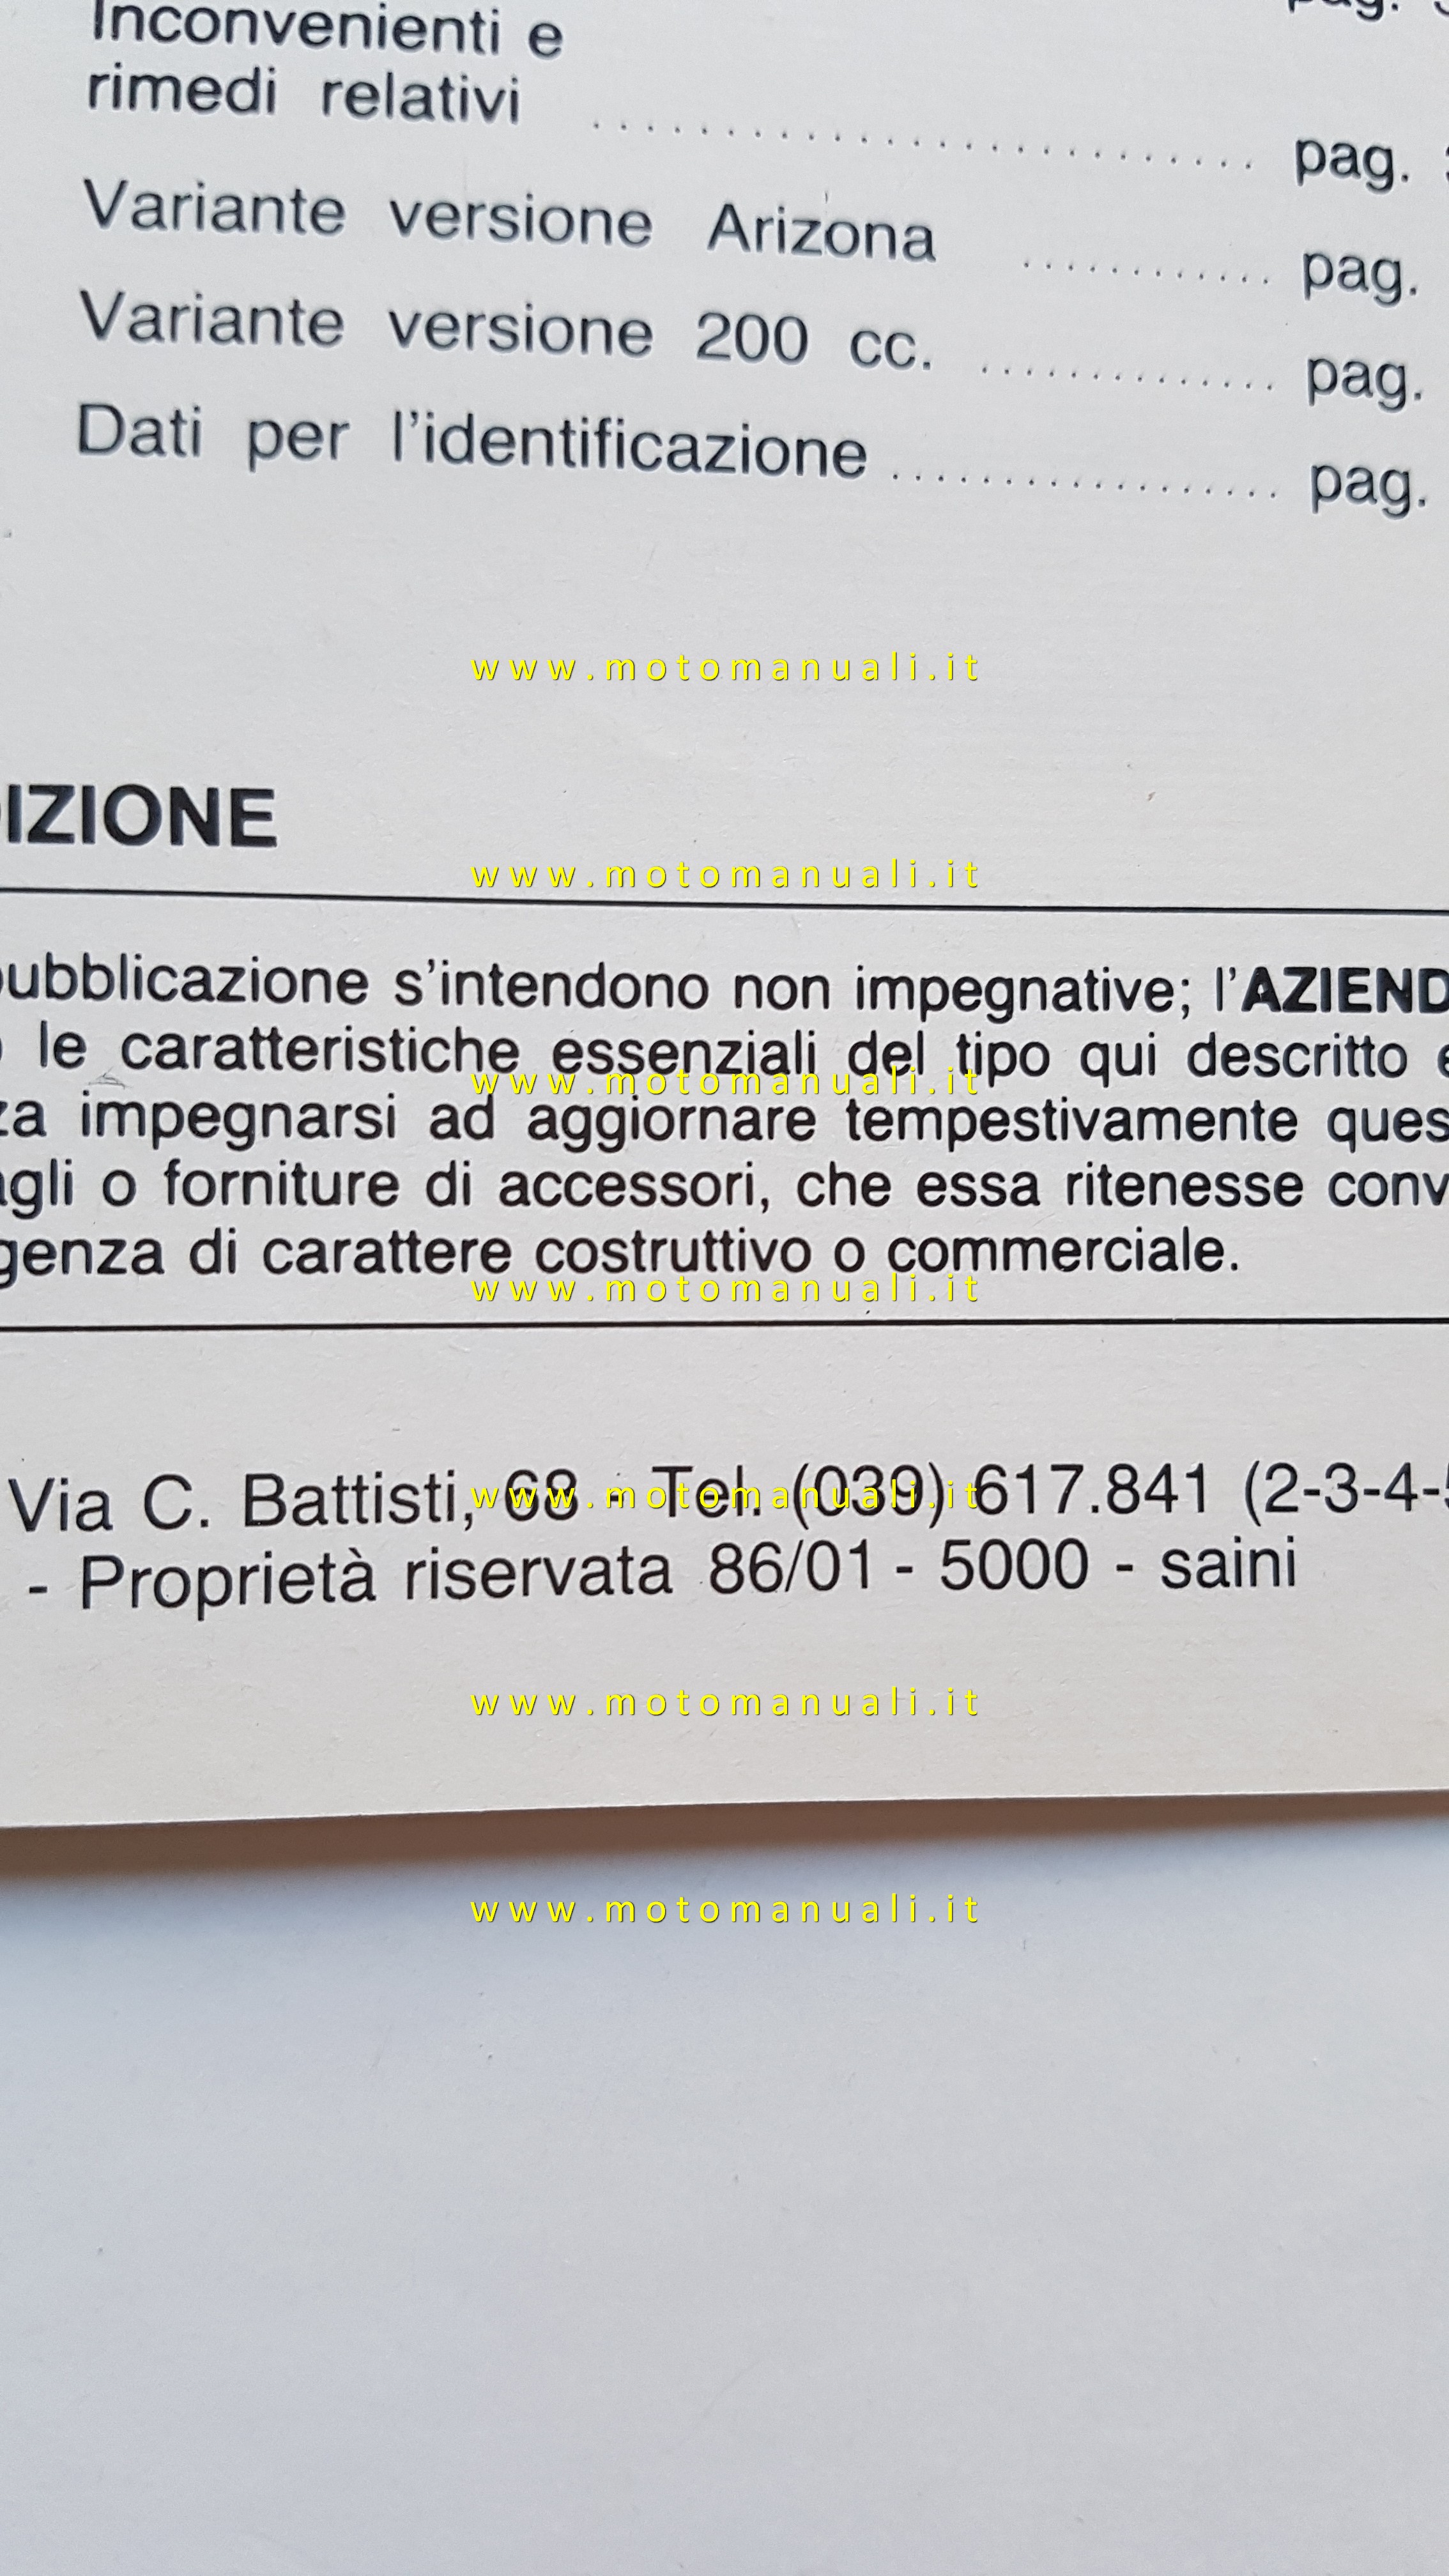 Inconvenienti e
rimedi relativi ........................ pag.
Variante versione Arizona .......... pag.
Variante versione 200 cc. ............ pag.
Dati per l'identificazione ................ pag.
www.motomanuali.it
IZIONE
www.motomanuali.it
pubblicazione s'intendono non impegnative; l'AZIEND
le caratteristiche essenziali del tipo qui descritto e
www.motomanuali.it
za impegnarsi ad aggiornare tempestivamente ques
agli o forniture di accessori, che essa ritenesse conv
genza di carattere costruttivo o commerciale.
www.motomanuali.it
Via C. Battisti, 68 - Tel. (039) 617.841 (2-3-4-5
www.motomanuali.it
- Proprietà riservata 86/01 - 5000 - saini
www.motomanuali.it
www.motomanuali.it